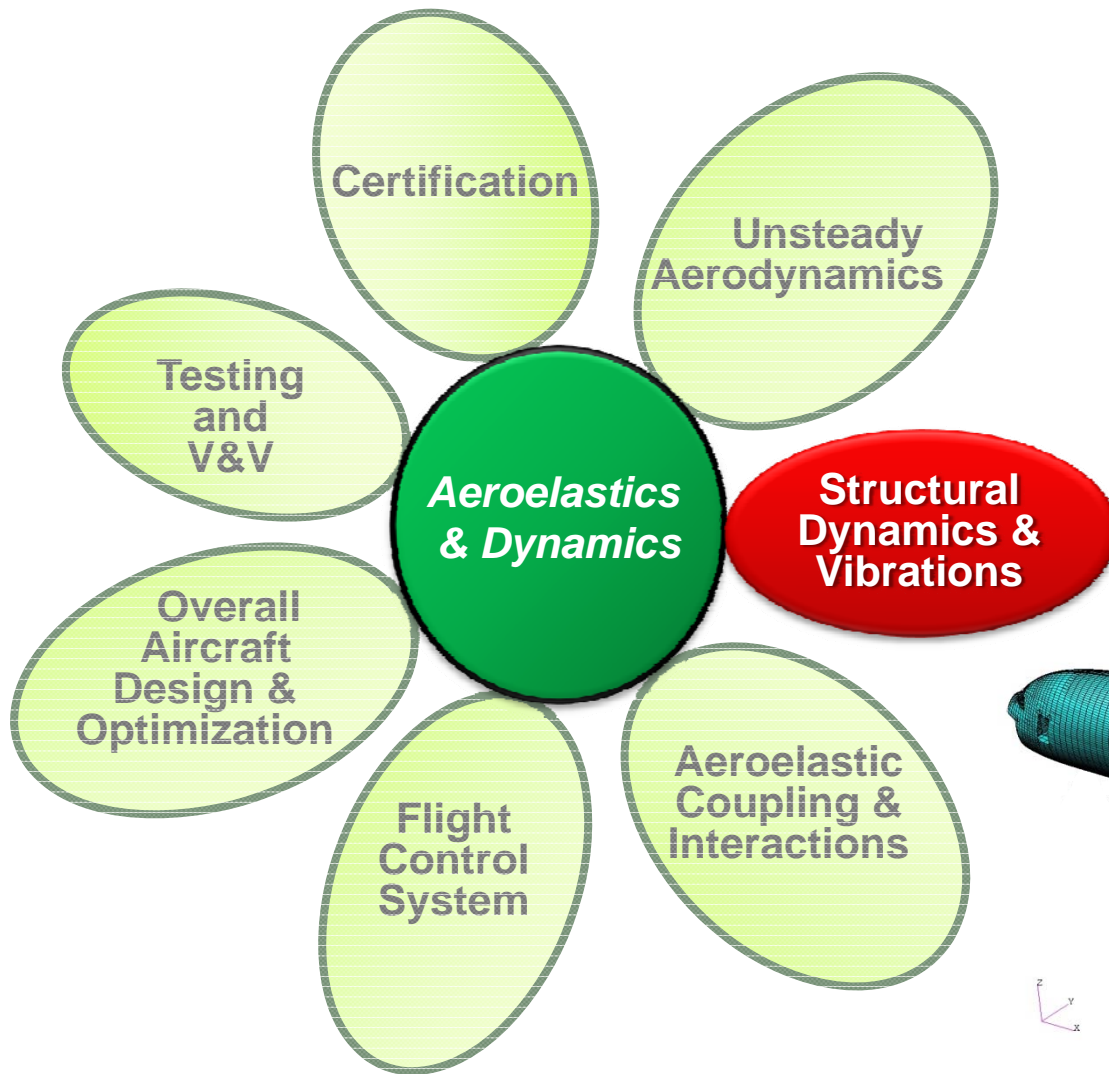 Certification
Unsteady
Aerodynamics
Testing
and
V&V
Aeroelastics
& Dynamics
Structural
Dynamics &
Vibrations
Overall
Aircraft
Design &
Optimization
Flight
Control
System
Aeroelastic
Coupling &
Interactions
Z
Y
X